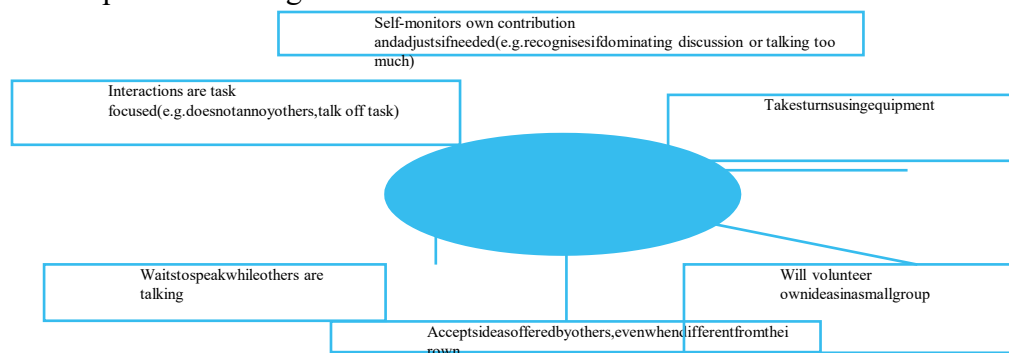 Self-monitors own contribution
andadjustsifneeded(e.g.recognisesifdominating discussion or talking too
much)
Interactions are task
focused(e.g.doesnotannoyothers,talk off task)
Takesturnsusingequipment
Waitstospeakwhileothers are
talking
Will volunteer
ownideasinasmallgroup
Acceptsideasofferedbyothers,evenwhendifferentfromthei
rown